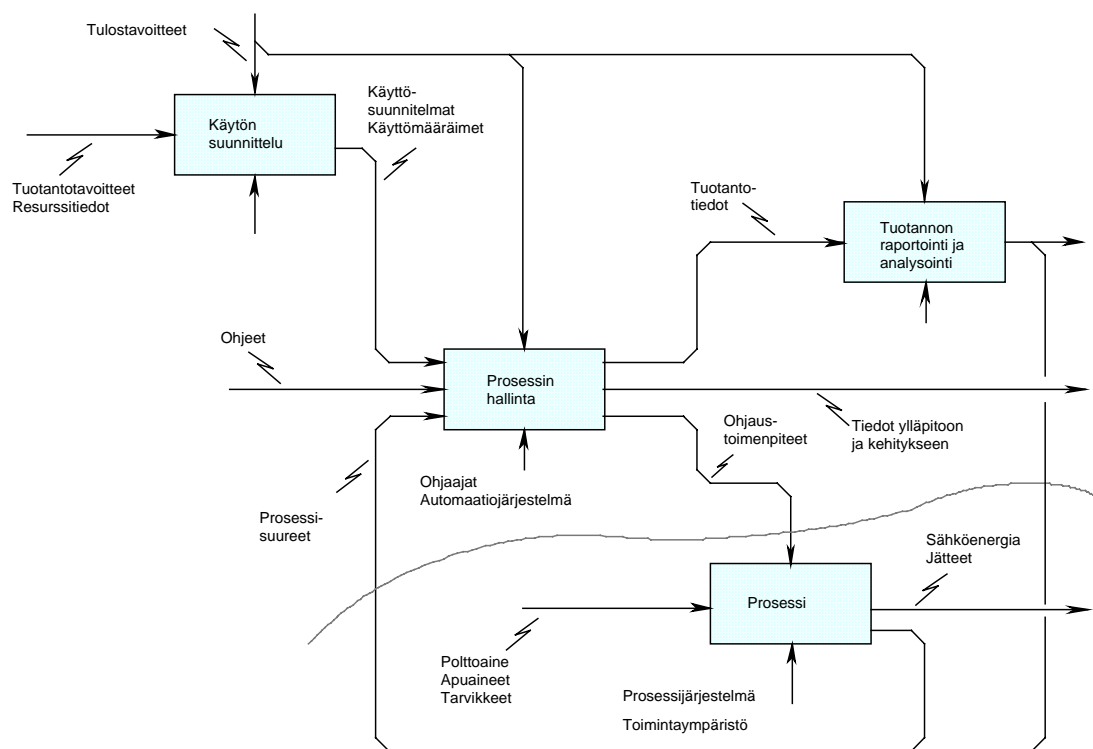 Tulostavoitteet
Käytön
suunnittelu
Käyttö-
suunnitelmat
Käyttömääräimet
Tuotantotavoitteet
Resurssitiedot
Tuotanto-
tiedot
Tuotannon
raportointi ja
analysointi
Ohjeet
Prosessin
hallinta
Ohjaus-
toimenpiteet
Tiedot ylläpitoon
ja kehitykseen
Ohjaajat
Automaatiojärjestelmä
Prosessi-
suureet
Sähköenergia
Jätteet
Prosessi
Polttoaine
Apuaineet
Tarvikkeet
Prosessijärjestelmä
Toimintaympäristö